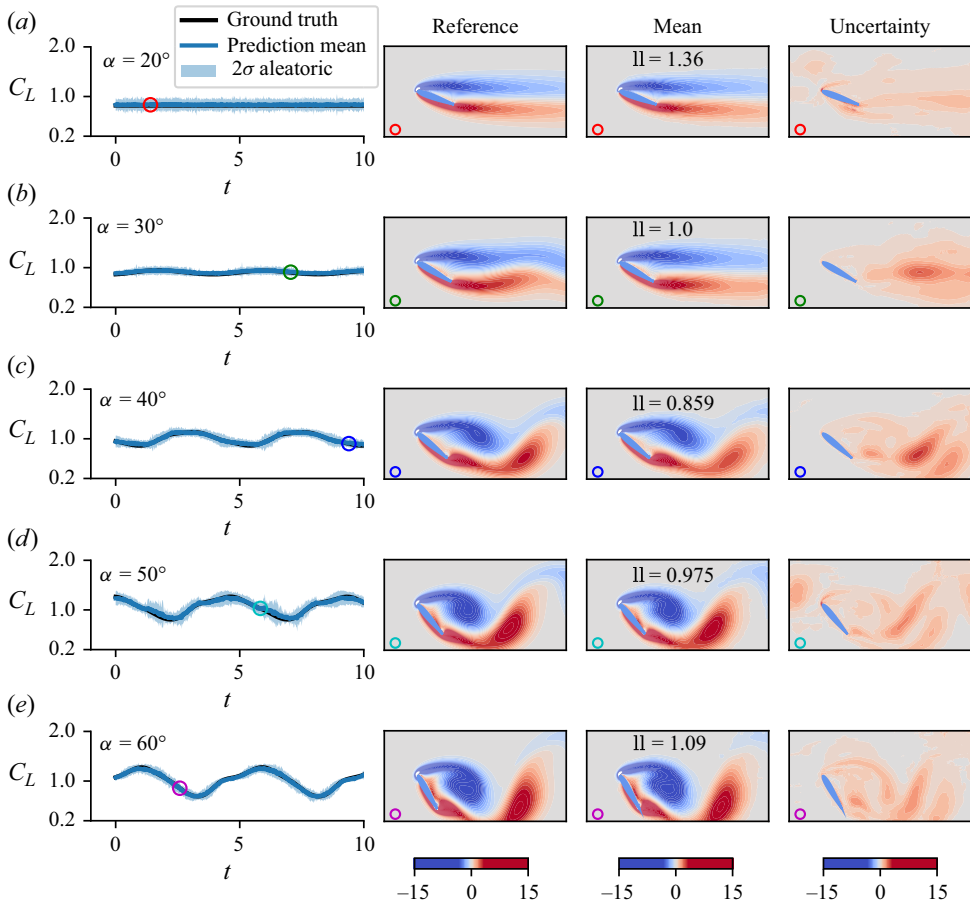 (a)
Ground truth
Prediction mean
2σ aleatoric
Reference
Mean
Uncertainty
2.0
α = 20°
C_L
1.0
0.2
0
5
10
t
ll = 1.36
(b)
2.0
α = 30°
C_L
1.0
0.2
0
5
10
t
ll = 1.0
(c)
2.0
α = 40°
C_L
1.0
0.2
0
5
10
t
ll = 0.859
(d)
2.0
α = 50°
C_L
1.0
0.2
0
5
10
t
ll = 0.975
(e)
2.0
α = 60°
C_L
1.0
0.2
0
5
10
t
ll = 1.09
−15
0
15
−15
0
15
−15
0
15